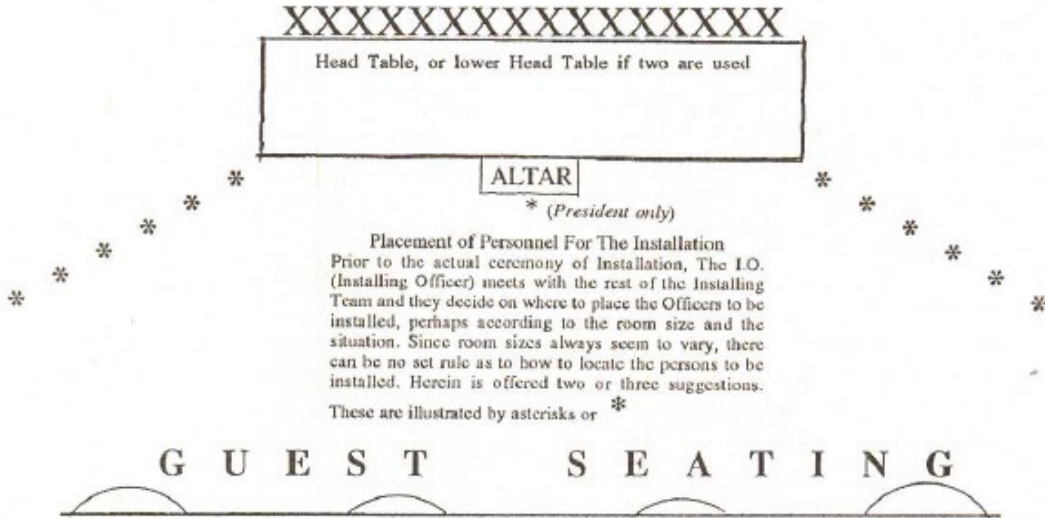 XXXXXXXXXXXXXXXXX
Head Table, or lower Head Table if two are used
ALTAR
* (President only)
Placement of Personnel For The Installation
Prior to the actual ceremony of Installation, The I.O.
(Installing Officer) meets with the rest of the Installing
Team and they decide on where to place the Officers to be
installed, perhaps according to the room size and the
situation. Since room sizes always seem to vary, there
can be no set rule as to how to locate the persons to be
installed. Herein is offered two or three suggestions.
These are illustrated by asterisks or *
GUEST SEATING